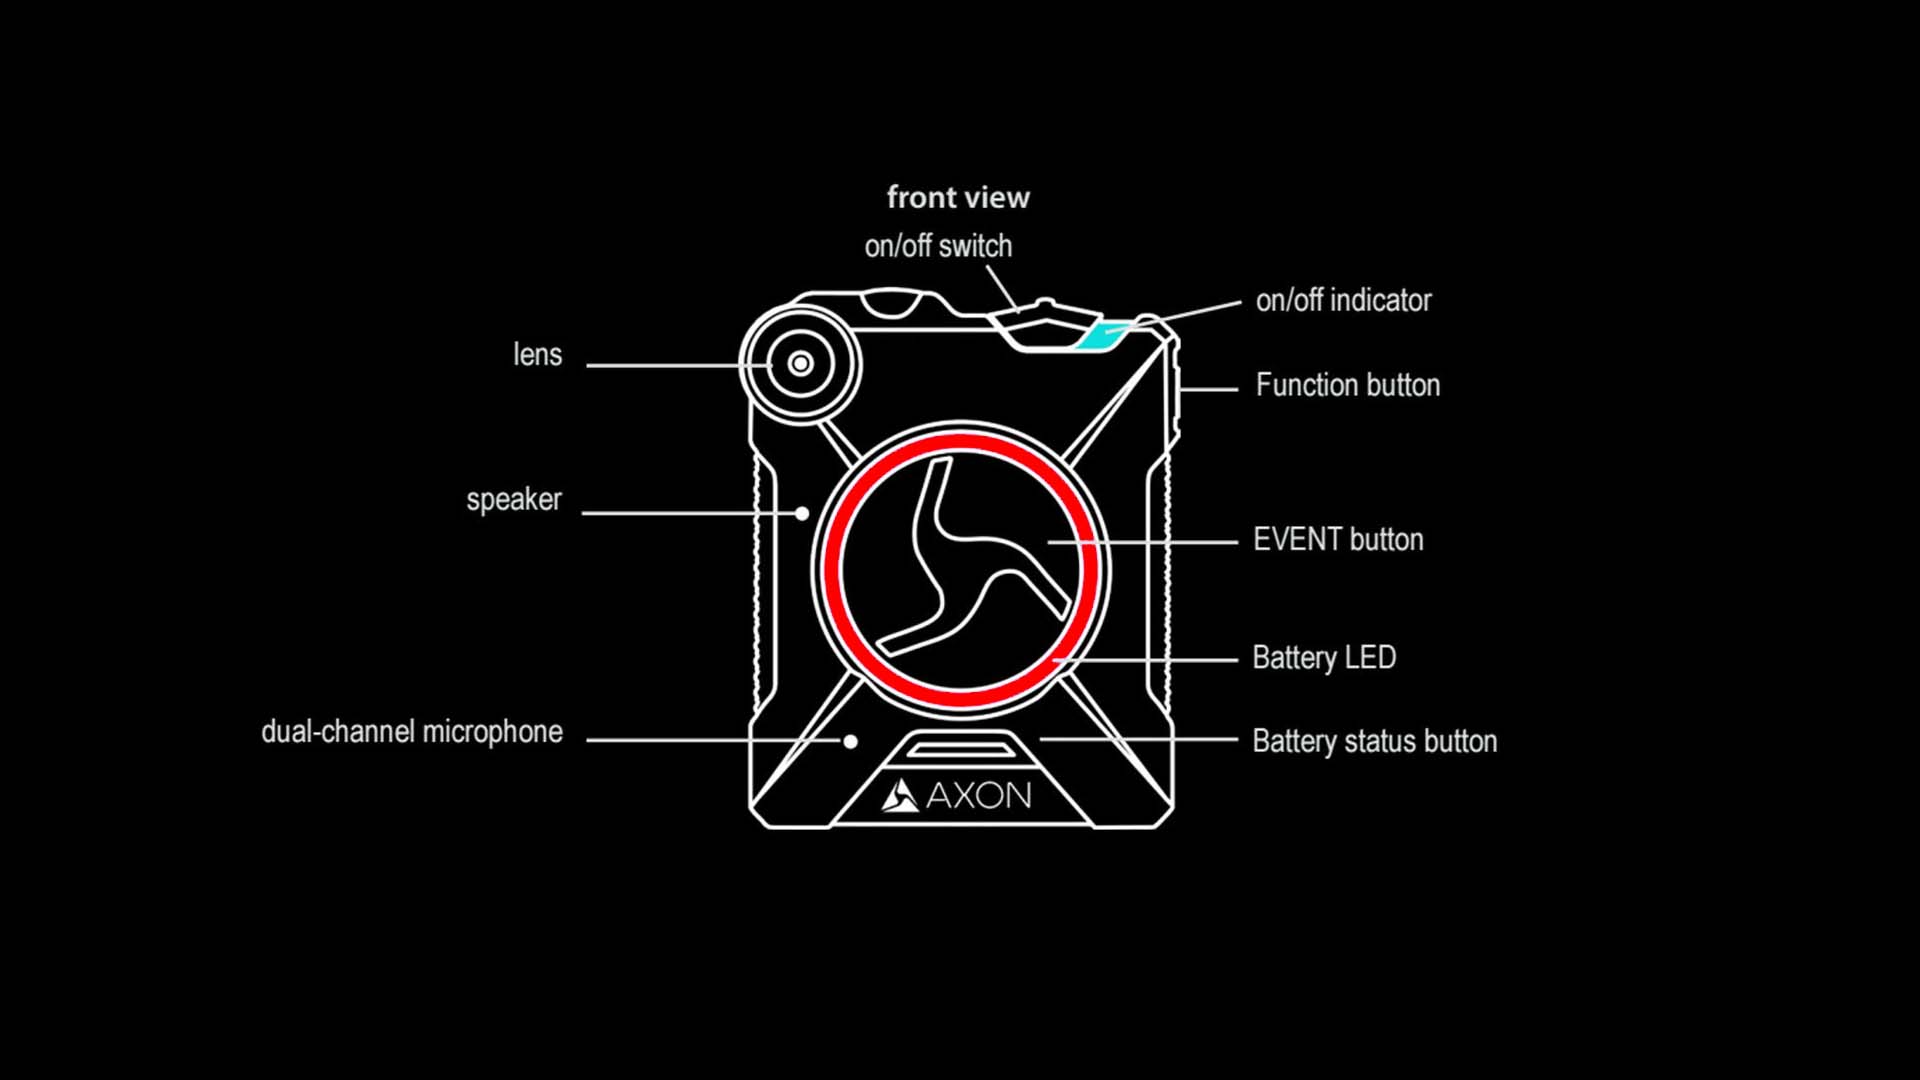 front view
on/off switch
on/off indicator
lens
Function button
speaker
EVENT button
Battery LED
dual-channel microphone
Battery status button
AXON